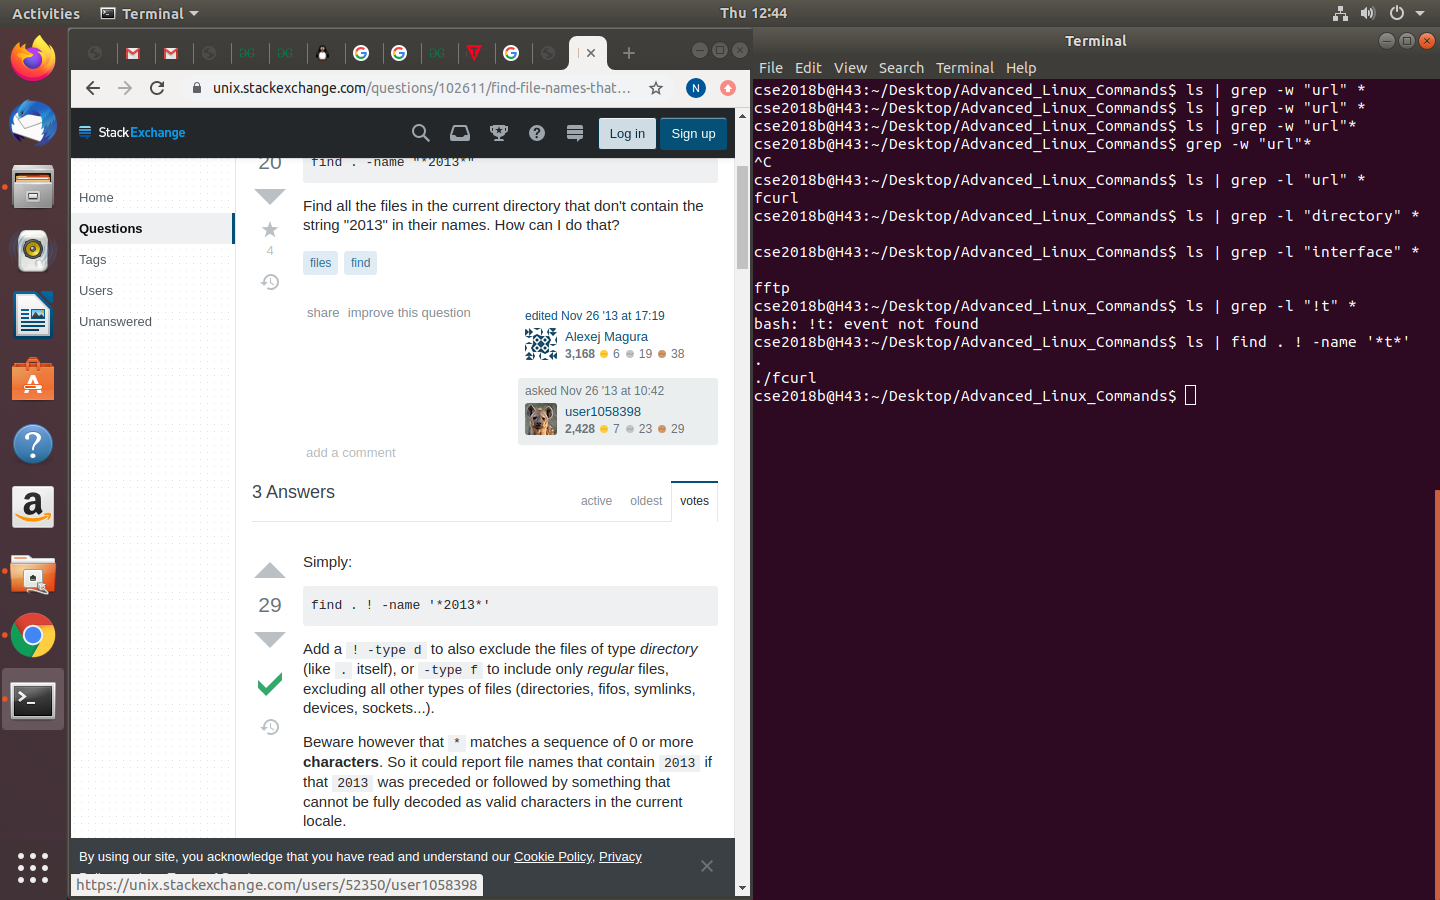 Activities
Terminal
Thu 12:44
unix.stackexchange.com/questions/102611/find-file-names-that…
N
StackExchange
Log in
Sign up
Home
Questions
Tags
Users
Unanswered
20
find . -name "*2013*"
Find all the files in the current directory that don't contain the
string "2013" in their names. How can I do that?
4
files find
share improve this question
edited Nov 26 '13 at 17:19
Alexej Magura
3,168 6 19 38
asked Nov 26 '13 at 10:42
user1058398
2,428 7 23 29
add a comment
3 Answers
active oldest votes
Simply:
29
find . ! -name '*2013*'
Add a ! -type d to also exclude the files of type directory
(like . itself), or -type f to include only regular files,
excluding all other types of files (directories, fifos, symlinks,
devices, sockets...).
Beware however that * matches a sequence of 0 or more
characters. So it could report file names that contain 2013 if
that 2013 was preceded or followed by something that
cannot be fully decoded as valid characters in the current
locale.
By using our site, you acknowledge that you have read and understand our Cookie Policy, Privacy
https://unix.stackexchange.com/users/52350/user1058398
Terminal
File Edit View Search Terminal Help
cse2018b@H43:~/Desktop/Advanced_Linux_Commands$ ls | grep -w "url" *
cse2018b@H43:~/Desktop/Advanced_Linux_Commands$ ls | grep -w "url" *
cse2018b@H43:~/Desktop/Advanced_Linux_Commands$ ls | grep -w "url"*
cse2018b@H43:~/Desktop/Advanced_Linux_Commands$ grep -w "url"*
^C
cse2018b@H43:~/Desktop/Advanced_Linux_Commands$ ls | grep -l "url" *
fcurl
cse2018b@H43:~/Desktop/Advanced_Linux_Commands$ ls | grep -l "directory" *
cse2018b@H43:~/Desktop/Advanced_Linux_Commands$ ls | grep -l "interface" *
fftp
cse2018b@H43:~/Desktop/Advanced_Linux_Commands$ ls | grep -l "!t" *
bash: !t: event not found
cse2018b@H43:~/Desktop/Advanced_Linux_Commands$ ls | find . ! -name '*t*'
.
./fcurl
cse2018b@H43:~/Desktop/Advanced_Linux_Commands$